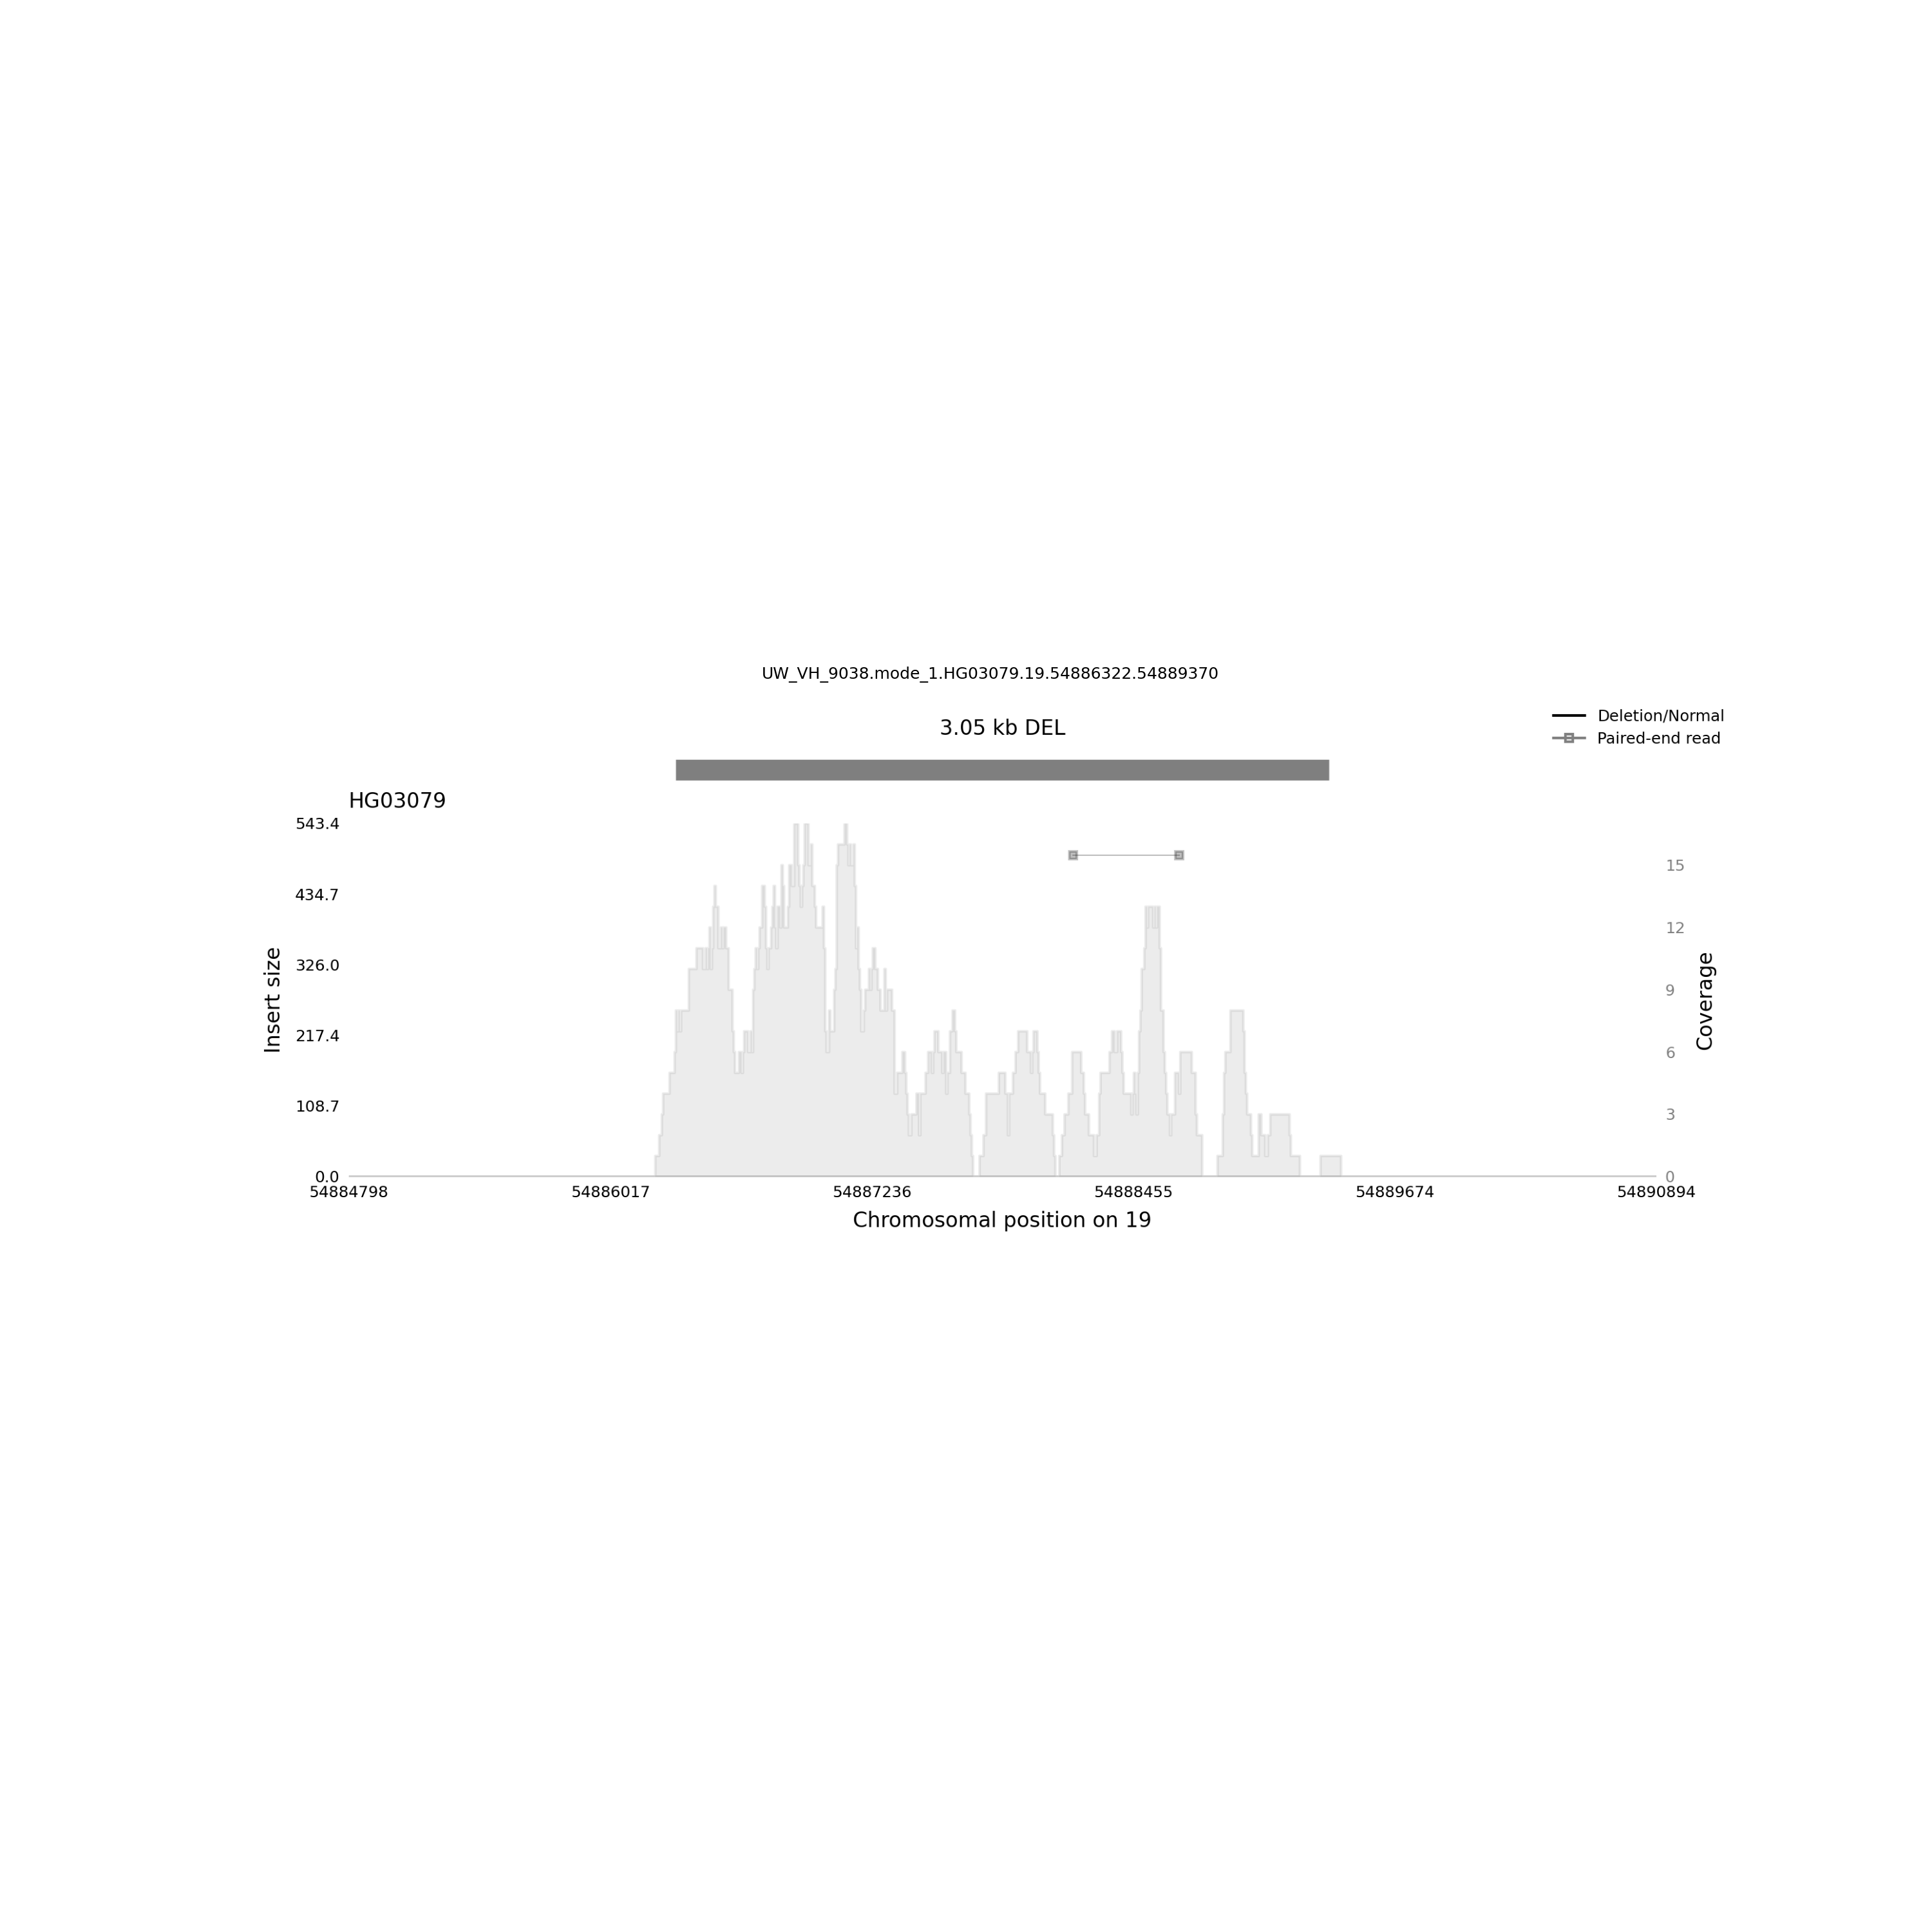 UW_VH_9038.mode_1.HG03079.19.54886322.54889370
3.05 kb DEL
Deletion/Normal
Paired-end read
HG03079
543.4
434.7
326.0
217.4
108.7
0.0
Insert size
15
12
9
6
3
0
Coverage
54884798 54886017 54887236 54888455 54889674 54890894
Chromosomal position on 19